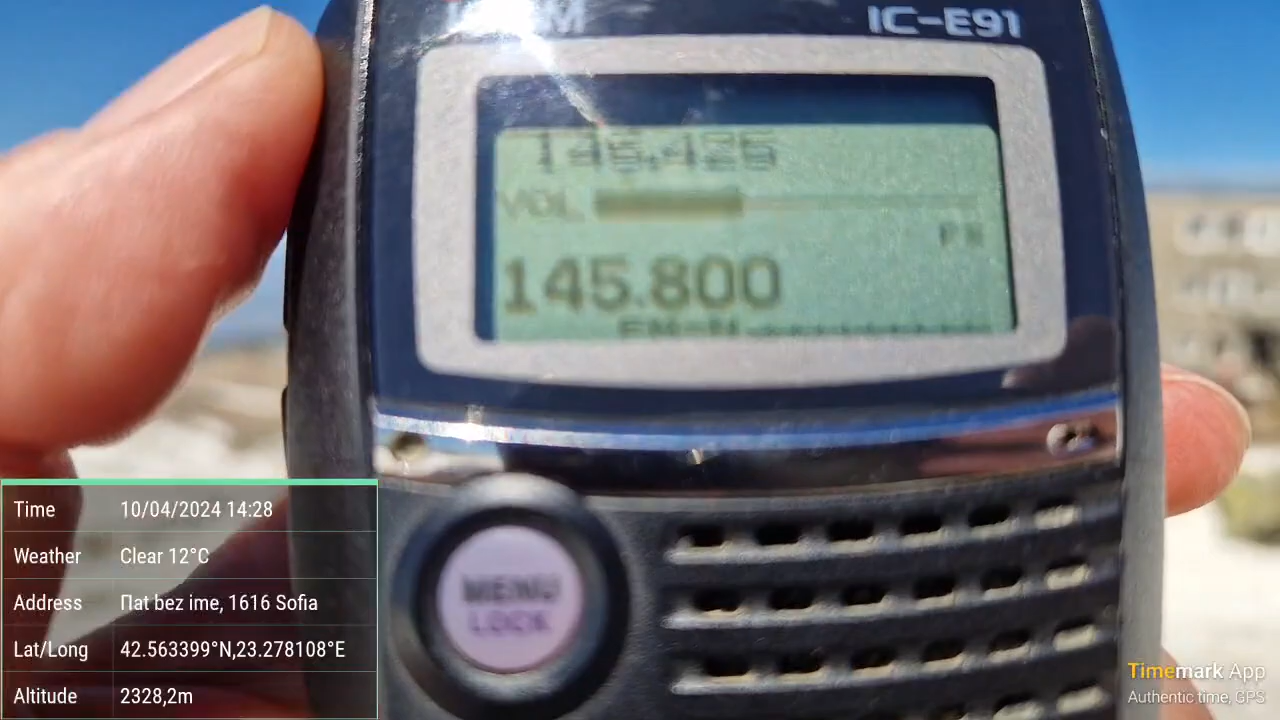 IC-E91
VOL
145.800
MENU
LOCK
Time 10/04/2024 14:28
Weather Clear 12°C
Address Пat bez ime, 1616 Sofia
Lat/Long 42.563399°N,23.278108°E
Altitude 2328,2m
Timemark App
Authentic time, GPS